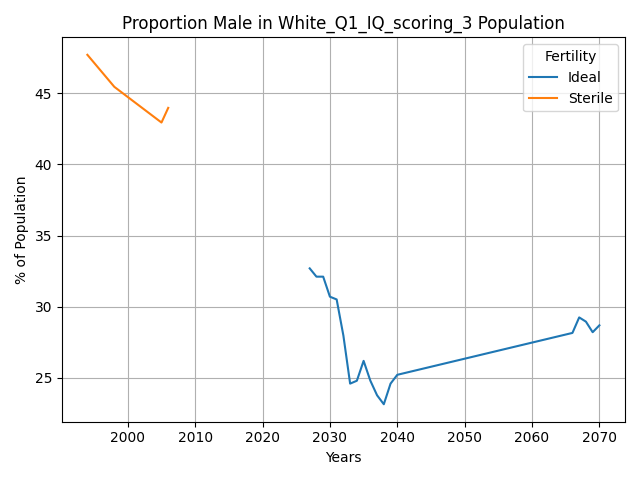 Proportion Male in White_Q1_IQ_scoring_3 Population
Fertility
Ideal
Sterile
% of Population
45
40
35
30
25
2000
2010
2020
2030
2040
2050
2060
2070
Years